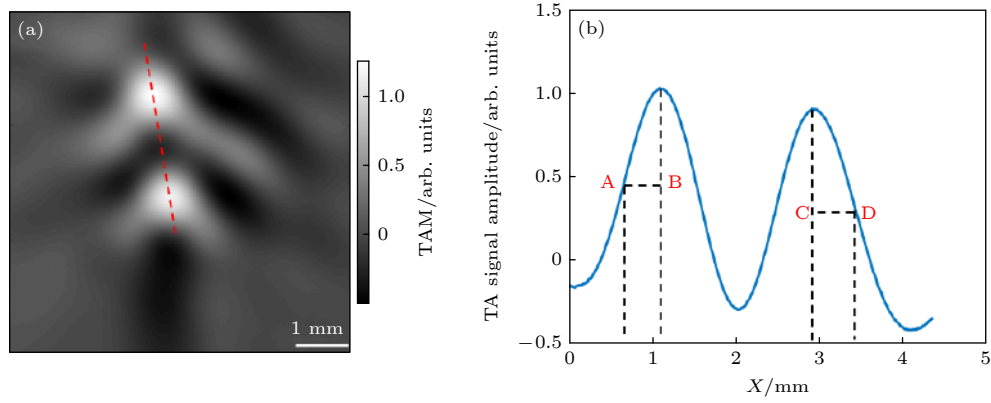 (a)
1 mm
1.0
0.5
0
TAM/arb. units
(b)
TA signal amplitude/arb. units
1.5
1.0
0.5
0
−0.5
A
B
C
D
0
1
2
3
4
5
X/mm